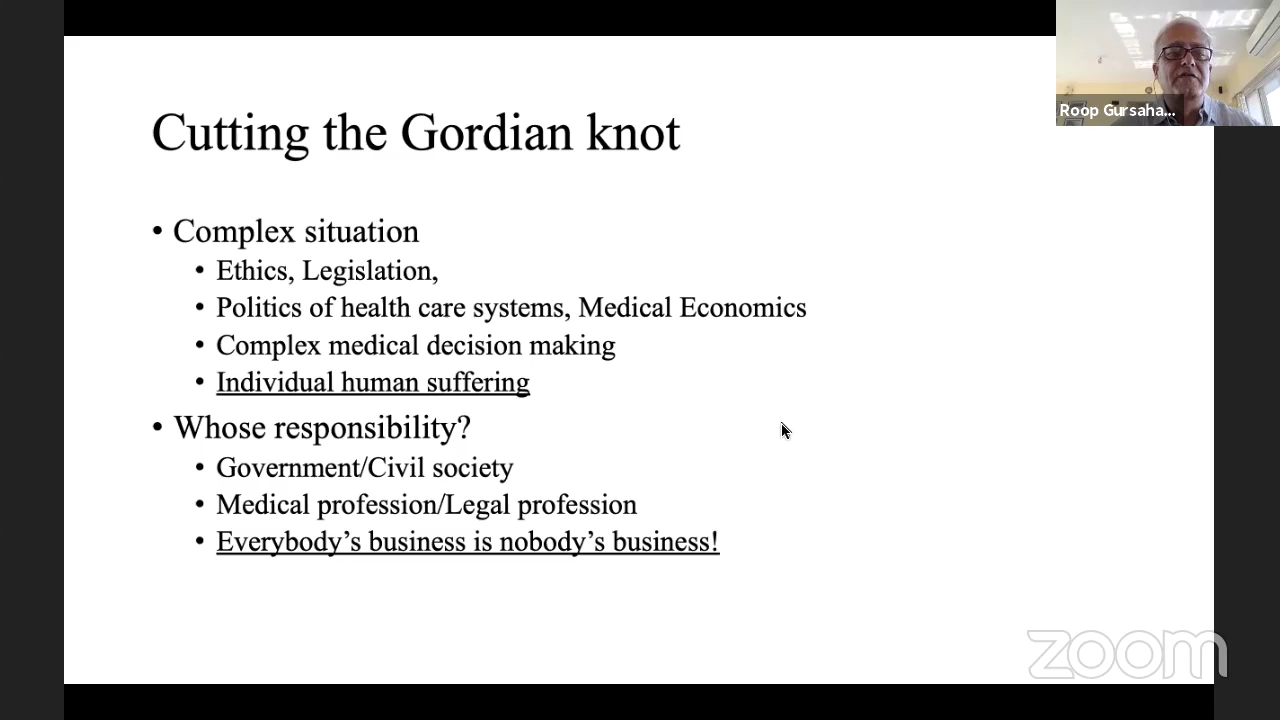 Roop Gursaha...
Cutting the Gordian knot
• Complex situation
• Ethics, Legislation,
• Politics of health care systems, Medical Economics
• Complex medical decision making
• Individual human suffering
• Whose responsibility?
• Government/Civil society
• Medical profession/Legal profession
• Everybody’s business is nobody’s business!
zoom